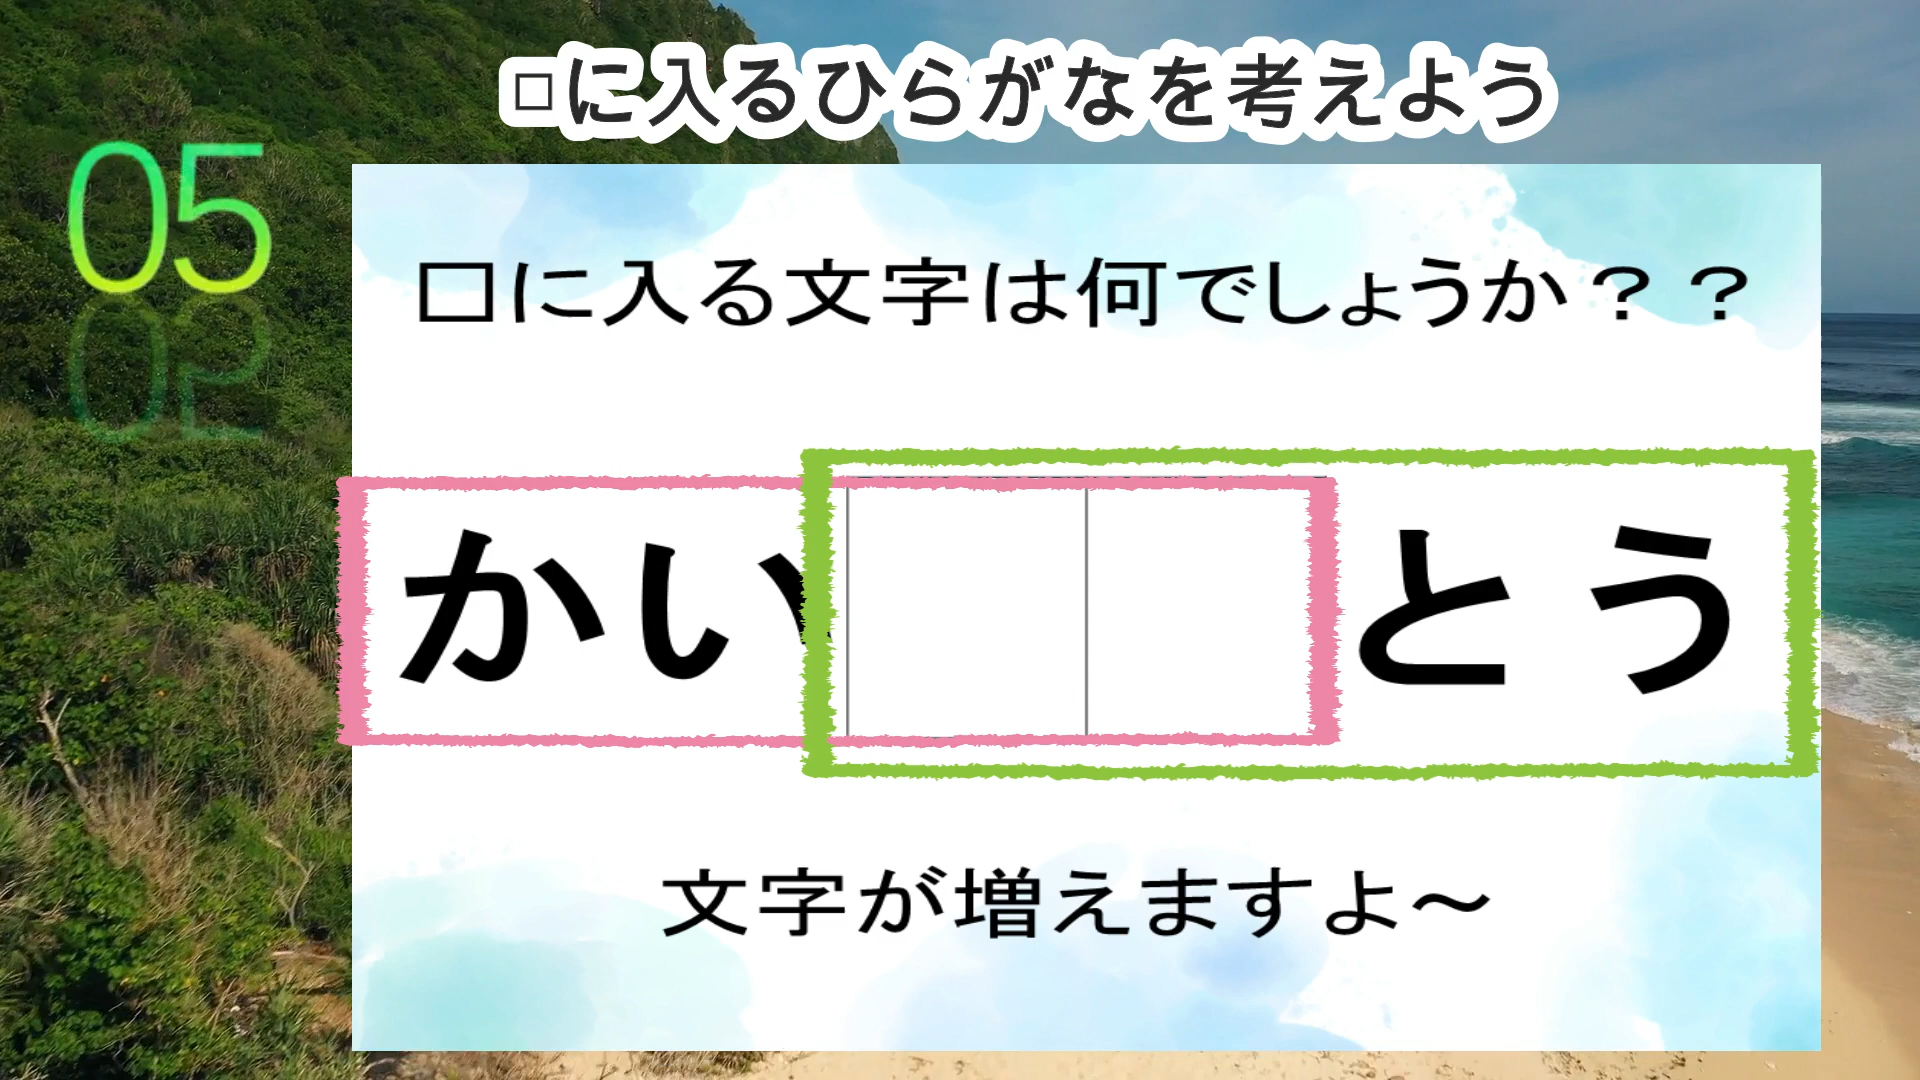 □に入るひらがなを考えよう
05
□に入る文字は何でしょうか？？
かい□□とう
文字が増えますよ～